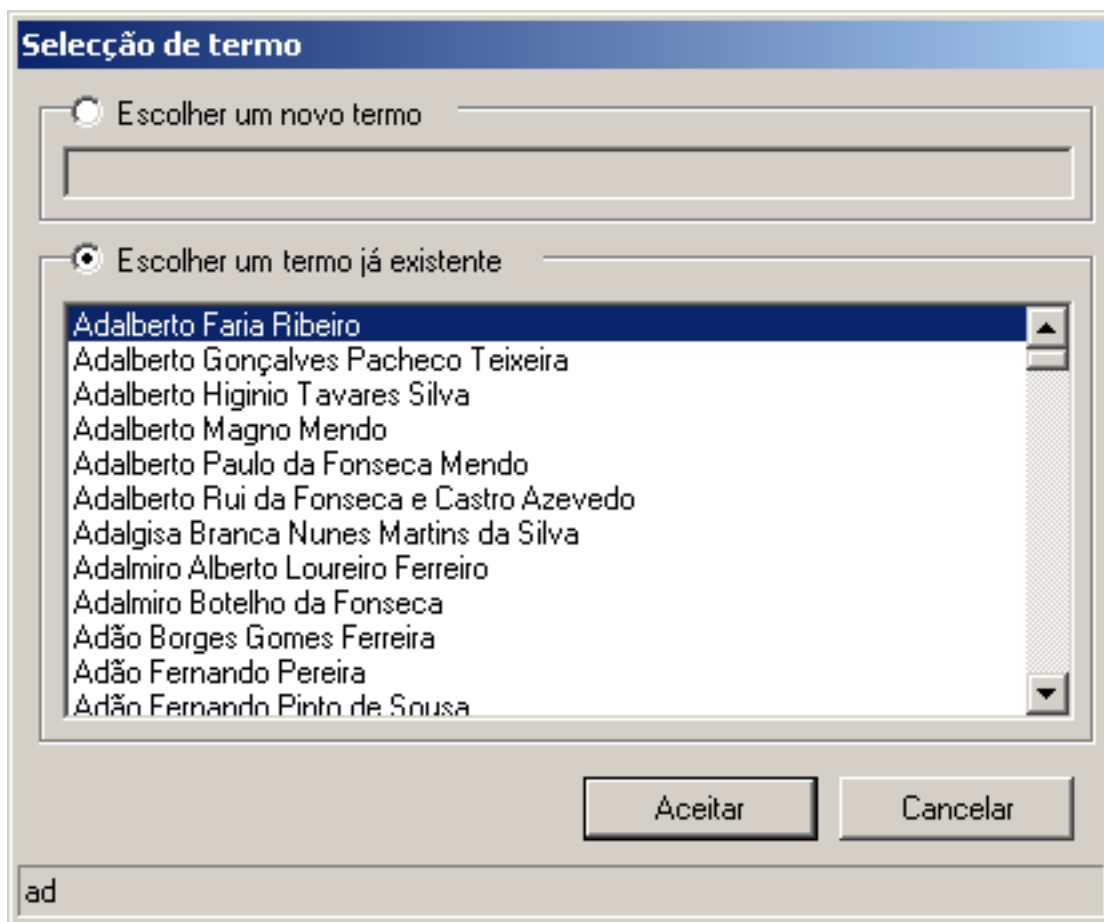 Selecção de termo
Escolher um novo termo
Escolher um termo já existente
Adalberto Faria Ribeiro
Adalberto Gonçalves Pacheco Teixeira
Adalberto Higinio Tavares Silva
Adalberto Magno Mendo
Adalberto Paulo da Fonseca Mendo
Adalberto Rui da Fonseca e Castro Azevedo
Adalgisa Branca Nunes Martins da Silva
Adalmiro Alberto Loureiro Ferreiro
Adalmiro Botelho da Fonseca
Adão Borges Gomes Ferreira
Adão Fernando Pereira
Adão Fernando Pinto de Sousa
Aceitar Cancelar
ad